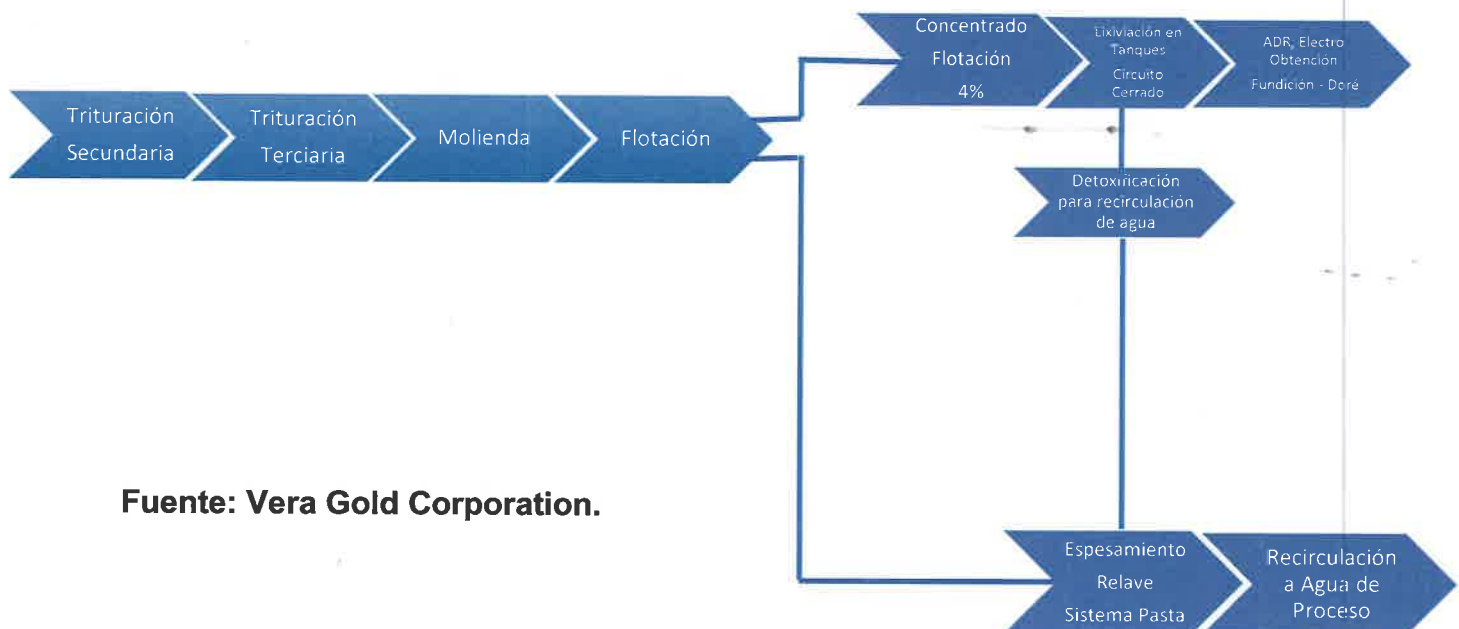 Trituración
Secundaria
Trituración
Terciaria
Molienda
Flotación
Concentrado
Flotación
4%
Lixiviación en
Tanques
Circuito
Cerrado
ADR, Electro
Obtención
Fundición - Doré
Detoxificación
para recirculación
de agua
Espesamiento
Relave
Sistema Pasta
Recirculación
a Agua de
Proceso
Fuente: Vera Gold Corporation.